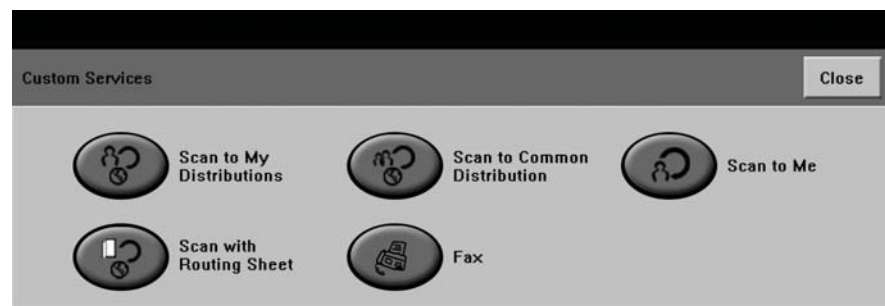 Custom Services
Close
Scan to My
Distributions
Scan to Common
Distribution
Scan to Me
Scan with
Routing Sheet
Fax